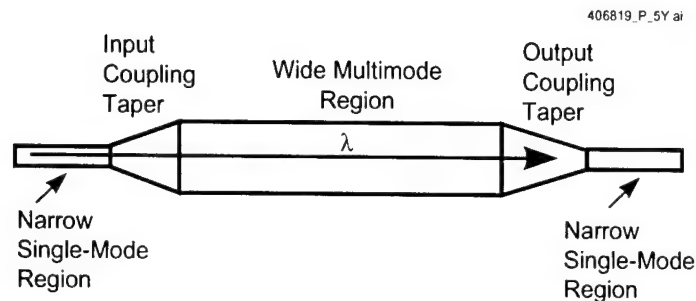 406819_P_5Y ai
Input
Coupling
Taper
Wide Multimode
Region
Output
Coupling
Taper
λ
Narrow
Single-Mode
Region
Narrow
Single-Mode
Region